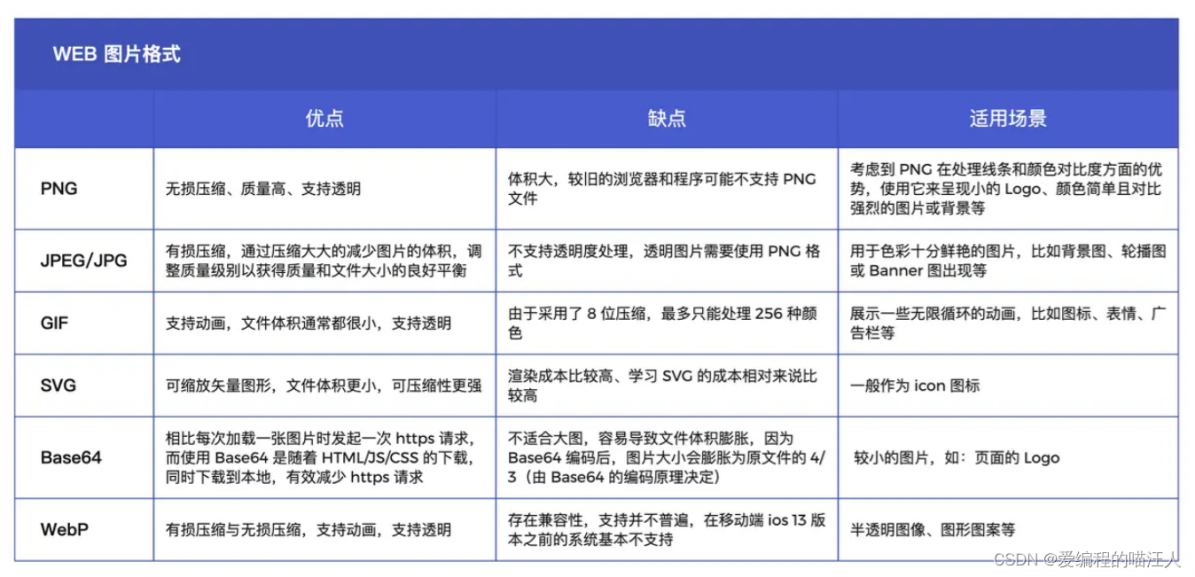 WEB 图片格式
优点
缺点
适用场景
PNG
无损压缩、质量高、支持透明
体积大，较旧的浏览器和程序可能不支持 PNG
文件
考虑到 PNG 在处理线条和颜色对比度方面的优
势，使用它来呈现小的 Logo、颜色简单且对比
强烈的图片或背景等
JPEG/JPG
有损压缩，通过压缩大大的减少图片的体积，调
整质量级别以获得质量和文件大小的良好平衡
不支持透明度处理，透明图片需要使用 PNG 格
式
用于色彩十分鲜艳的图片，比如背景图、轮播图
或 Banner 图出现等
GIF
支持动画，文件体积通常都很小，支持透明
由于采用了 8 位压缩，最多只能处理 256 种颜
色
展示一些无限循环的动画，比如图标、表情、广
告栏等
SVG
可缩放矢量图形，文件体积更小，可压缩性更强
渲染成本比较高、学习 SVG 的成本相对来说比
较高
一般作为 icon 图标
Base64
相比每次加载一张图片时发起一次 https 请求，
而使用 Base64 是随着 HTML/JS/CSS 的下载，
同时下载到本地，有效减少 https 请求
不适合大图，容易导致文件体积膨胀，因为
Base64 编码后，图片大小会膨胀为原文件的 4/
3（由 Base64 的编码原理决定）
较小的图片，如：页面的 Logo
WebP
有损压缩与无损压缩，支持动画，支持透明
存在兼容性，支持并不普遍，在移动端 ios 13 版
本之前的系统基本不支持
半透明图像、图形图案等
CSDN @爱编程的喵汪人